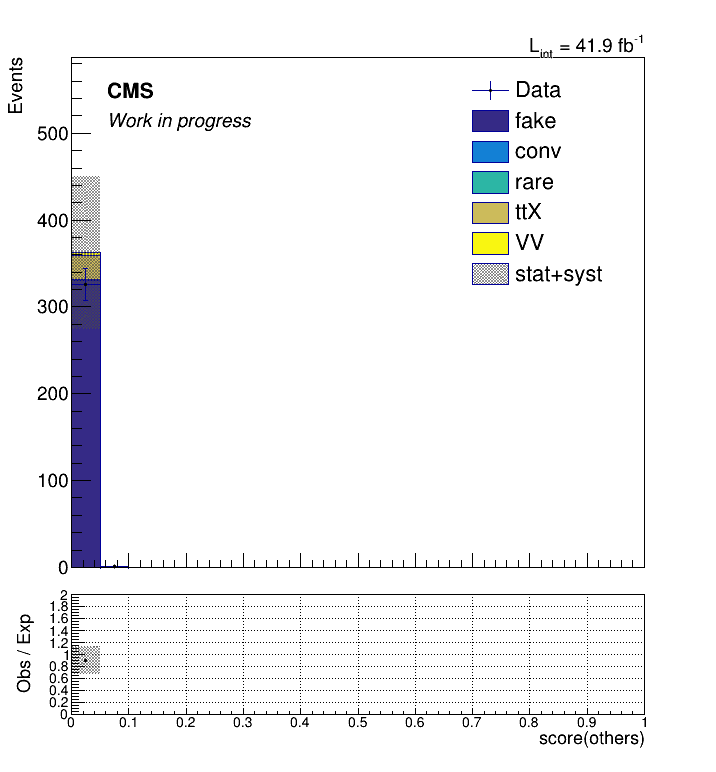 L_int = 41.9 fb^-1
Events
CMS
Work in progress
Data
fake
conv
rare
ttX
VV
stat+syst
500
400
300
200
100
0
Obs / Exp
2
1.8
1.6
1.4
1.2
1
0.8
0.6
0.4
0.2
0
0 0.1 0.2 0.3 0.4 0.5 0.6 0.7 0.8 0.9 1
score(others)